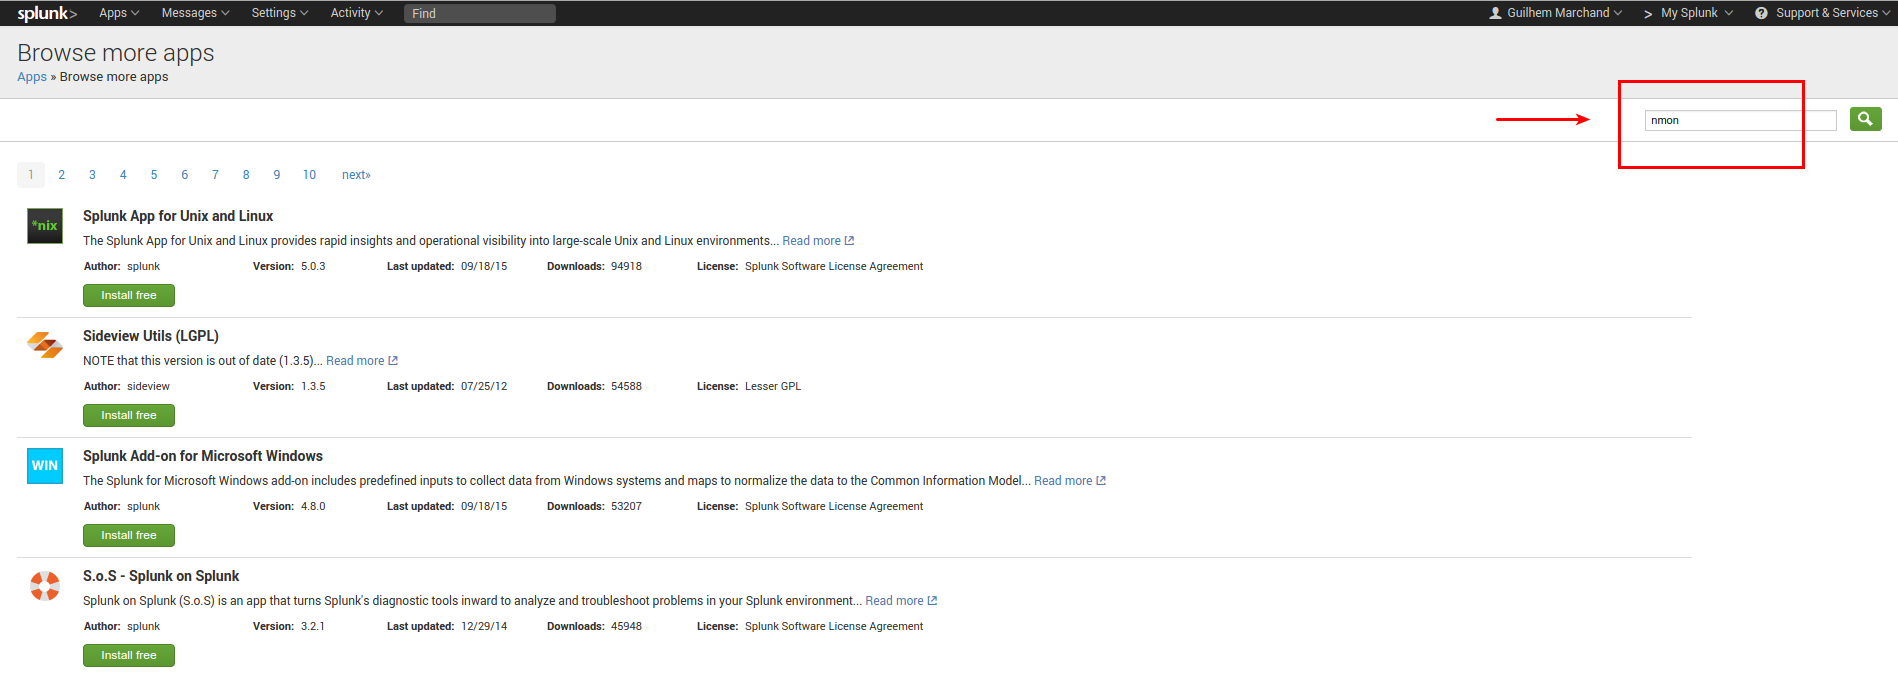 splunk> Apps Messages Settings Activity Find Guilhem Marchand > My Splunk ? Support & Services
Browse more apps
Apps » Browse more apps
nmon
1 2 3 4 5 6 7 8 9 10 next»
*nix
Splunk App for Unix and Linux
The Splunk App for Unix and Linux provides rapid insights and operational visibility into large-scale Unix and Linux environments... Read more
Author: splunk Version: 5.0.3 Last updated: 09/18/15 Downloads: 94918 License: Splunk Software License Agreement
Install free
Sideview Utils (LGPL)
NOTE that this version is out of date (1.3.5)... Read more
Author: sideview Version: 1.3.5 Last updated: 07/25/12 Downloads: 54588 License: Lesser GPL
Install free
WIN
Splunk Add-on for Microsoft Windows
The Splunk for Microsoft Windows add-on includes predefined inputs to collect data from Windows systems and maps to normalize the data to the Common Information Model... Read more
Author: splunk Version: 4.8.0 Last updated: 09/18/15 Downloads: 53207 License: Splunk Software License Agreement
Install free
S.o.S - Splunk on Splunk
Splunk on Splunk (S.o.S) is an app that turns Splunk's diagnostic tools inward to analyze and troubleshoot problems in your Splunk environment... Read more
Author: splunk Version: 3.2.1 Last updated: 12/29/14 Downloads: 45948 License: Splunk Software License Agreement
Install free